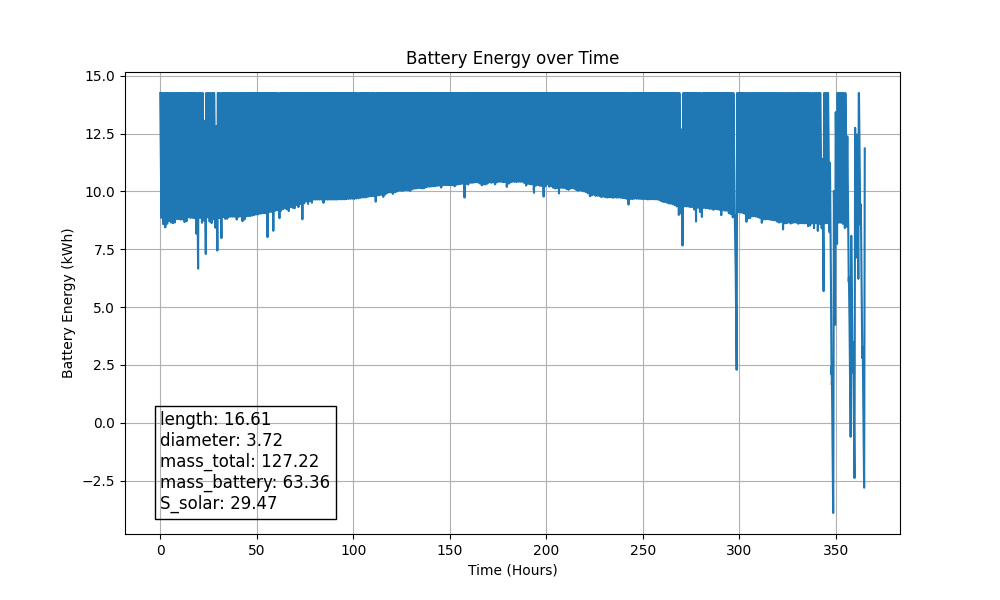 Battery Energy over Time
15.0
12.5
10.0
7.5
5.0
2.5
0.0
−2.5
Battery Energy (kWh)
length: 16.61
diameter: 3.72
mass_total: 127.22
mass_battery: 63.36
S_solar: 29.47
0 50 100 150 200 250 300 350
Time (Hours)